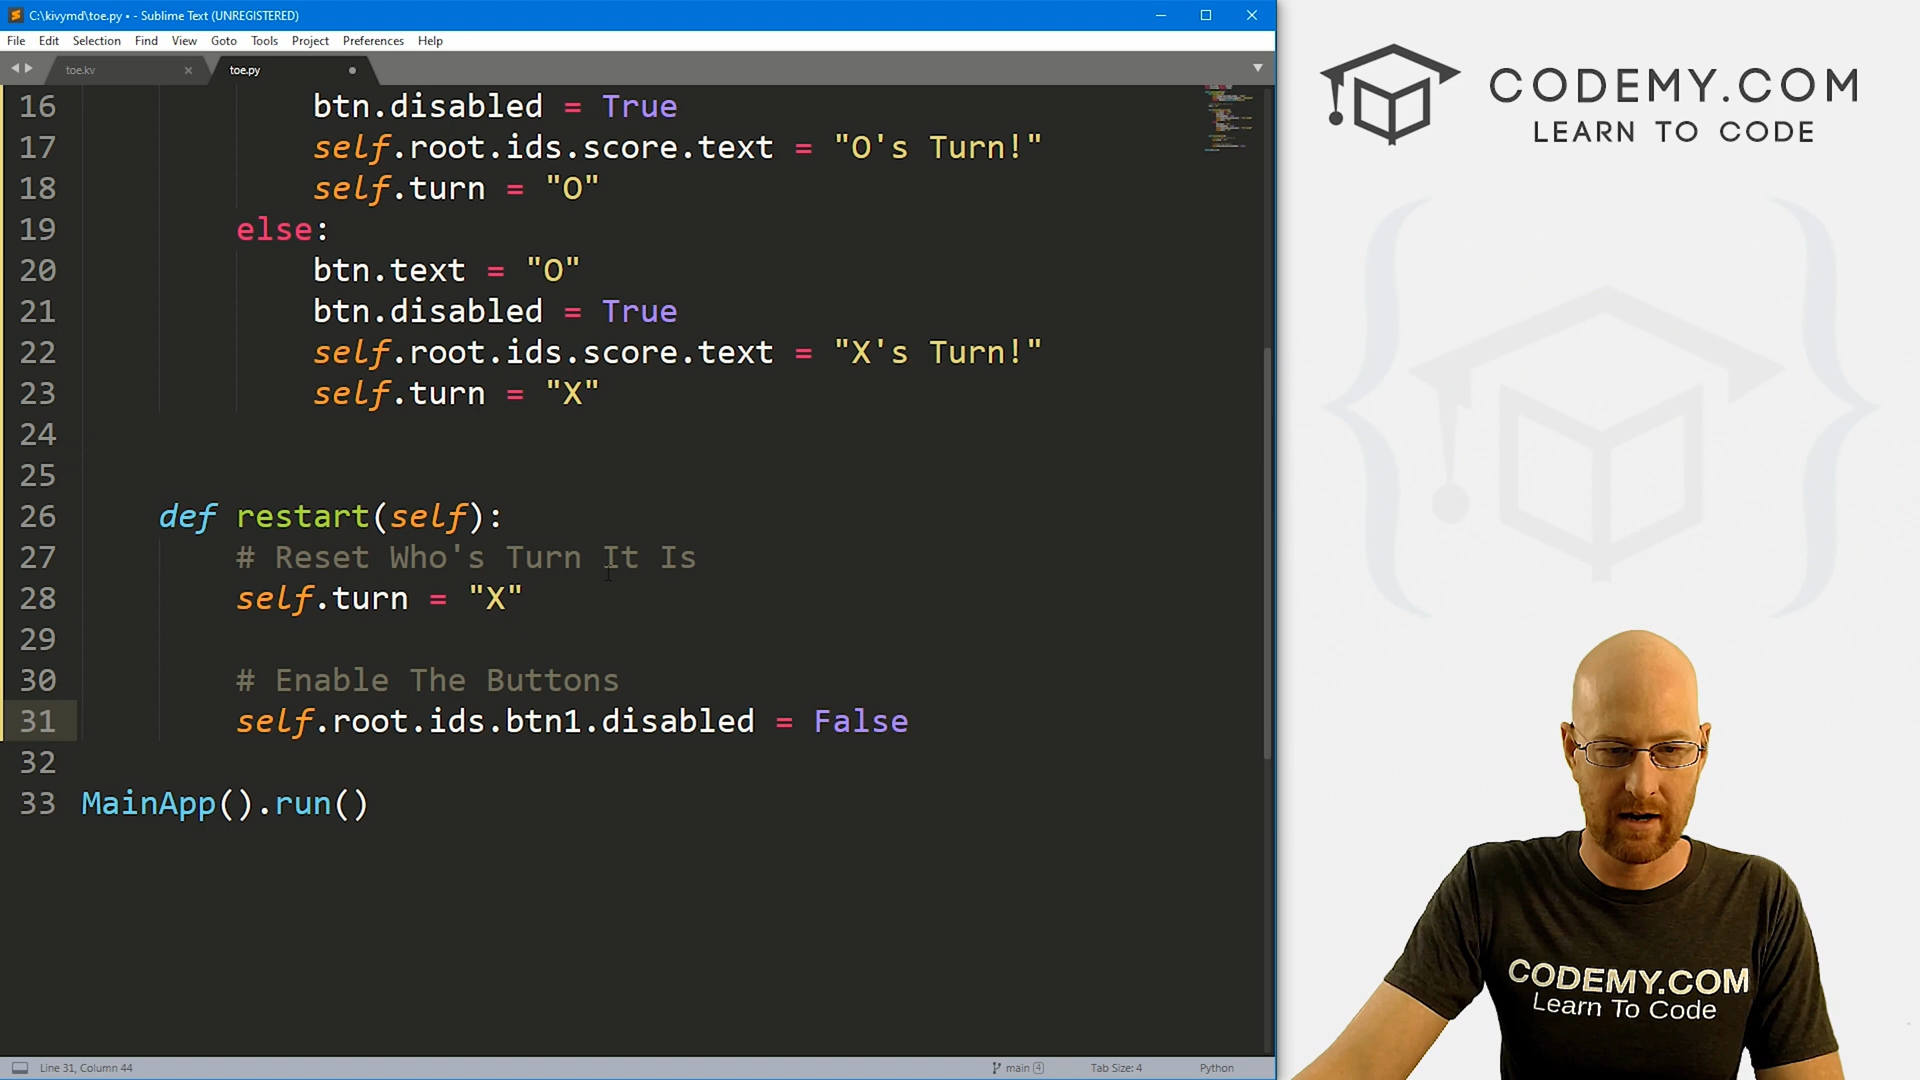 C:\kivymd\toe.py • - Sublime Text (UNREGISTERED)
File Edit Selection Find View Goto Tools Project Preferences Help
toe.kv
toe.py
16 btn.disabled = True
17 self.root.ids.score.text = "O's Turn!"
18 self.turn = "O"
19 else:
20 btn.text = "O"
21 btn.disabled = True
22 self.root.ids.score.text = "X's Turn!"
23 self.turn = "X"
24
25
26 def restart(self):
27 # Reset Who's Turn It Is
28 self.turn = "X"
29
30 # Enable The Buttons
31 self.root.ids.btn1.disabled = False
32
33 MainApp().run()
Line 31, Column 44
main 4
Tab Size: 4
Python
CODEMY.COM
LEARN TO CODE
CODEMY.COM
Learn To Code